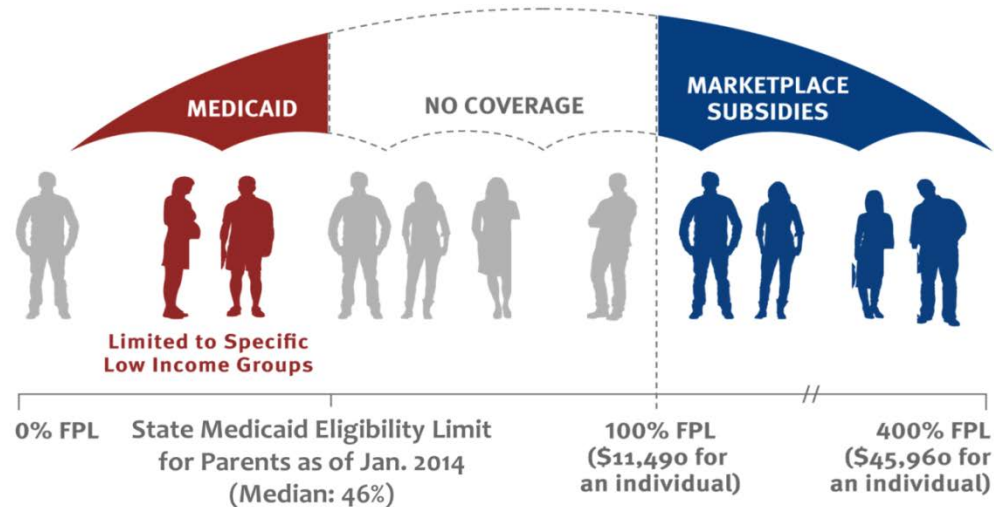 MEDICAID
NO COVERAGE
MARKETPLACE
SUBSIDIES
Limited to Specific
Low Income Groups
0% FPL
State Medicaid Eligibility Limit
for Parents as of Jan. 2014
(Median: 46%)
100% FPL
($11,490 for
an individual)
400% FPL
($45,960 for
an individual)